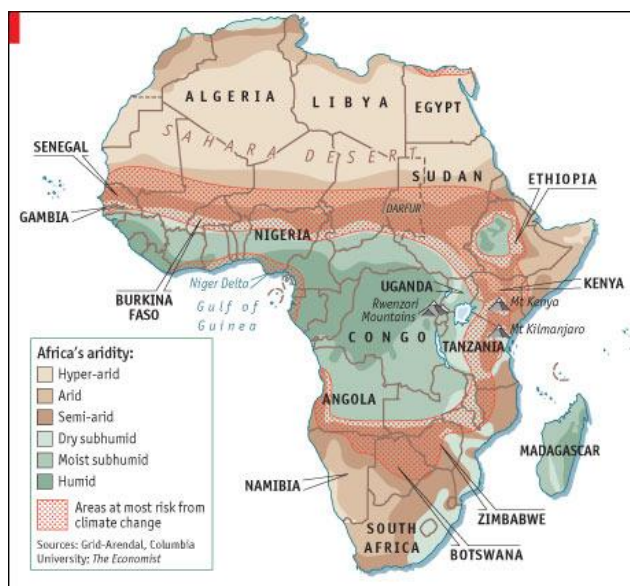 ALGERIA
LIBYA
EGYPT
SAHARA DESERT
SENEGAL
SUDAN
ETHIOPIA
DARFUR
GAMBIA
NIGERIA
Niger Delta
UGANDA
KENYA
BURKINA
FASO
Gulf of
Guinea
Rwenzori
Mountains
Mt Kenya
CONGO
Mt Kilimanjaro
TANZANIA
Africa's aridity:
Hyper-arid
Arid
Semi-arid
Dry subhumid
Moist subhumid
Humid
Areas at most risk from
climate change
Sources: Grid-Arendal, Columbia
University; The Economist
ANGOLA
MADAGASCAR
NAMIBIA
ZIMBABWE
SOUTH
AFRICA
BOTSWANA